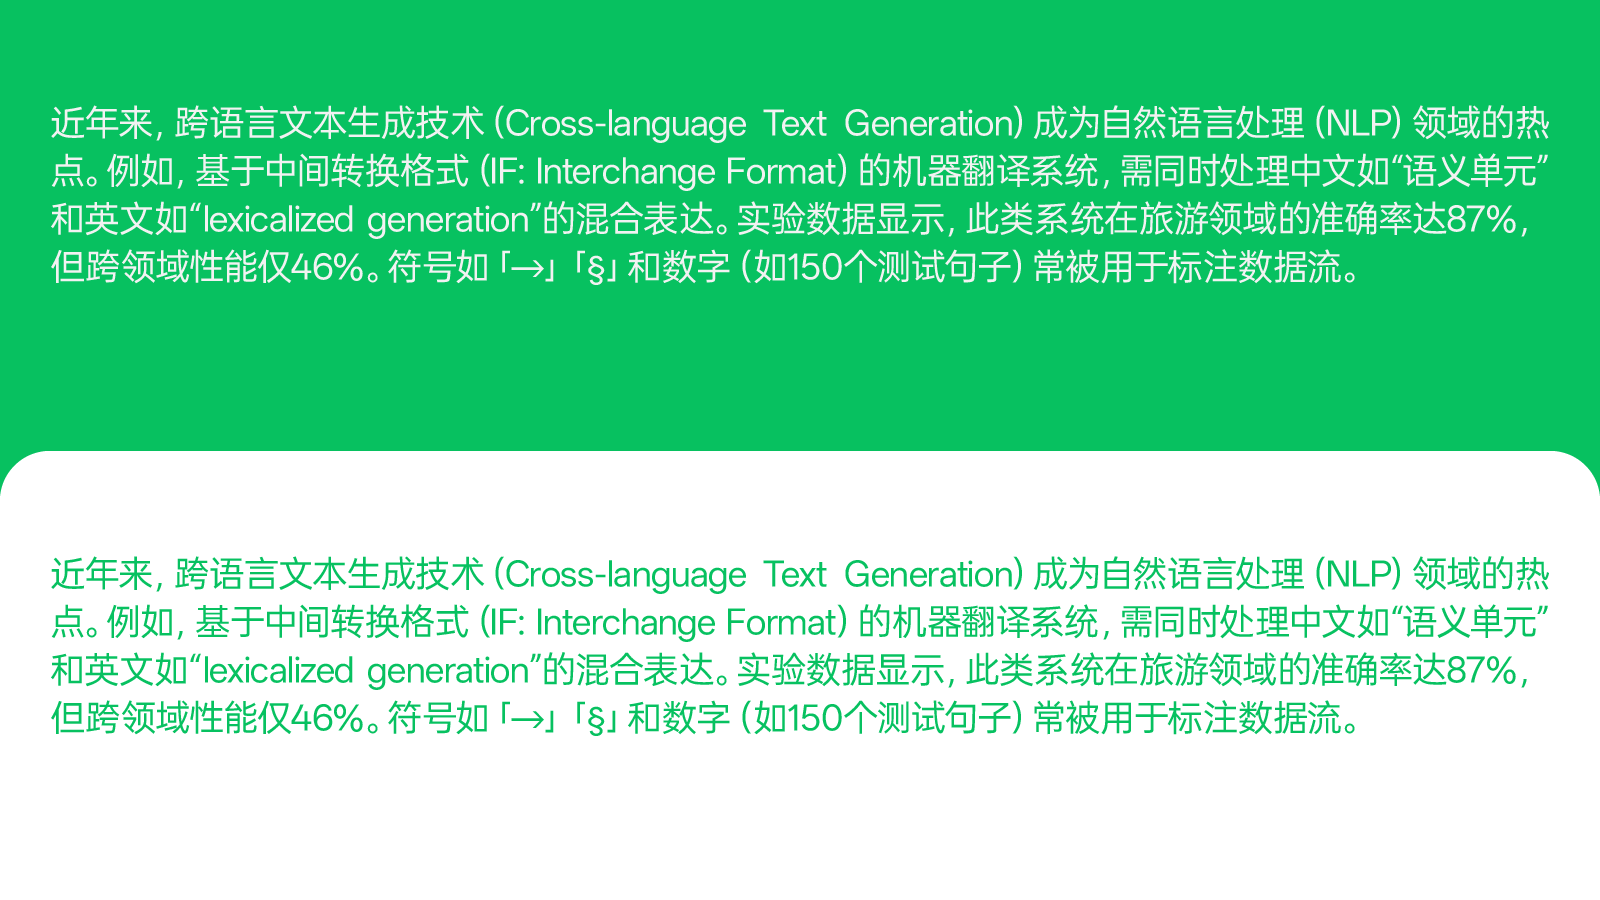 近年来，跨语言文本生成技术（Cross-language Text Generation）成为自然语言处理（NLP）领域的热
点。例如，基于中间转换格式（IF: Interchange Format）的机器翻译系统，需同时处理中文如“语义单元”
和英文如“lexicalized generation”的混合表达。实验数据显示，此类系统在旅游领域的准确率达87%，
但跨领域性能仅46%。符号如「→」「§」和数字（如150个测试句子）常被用于标注数据流。
近年来，跨语言文本生成技术（Cross-language Text Generation）成为自然语言处理（NLP）领域的热
点。例如，基于中间转换格式（IF: Interchange Format）的机器翻译系统，需同时处理中文如“语义单元”
和英文如“lexicalized generation”的混合表达。实验数据显示，此类系统在旅游领域的准确率达87%，
但跨领域性能仅46%。符号如「→」「§」和数字（如150个测试句子）常被用于标注数据流。